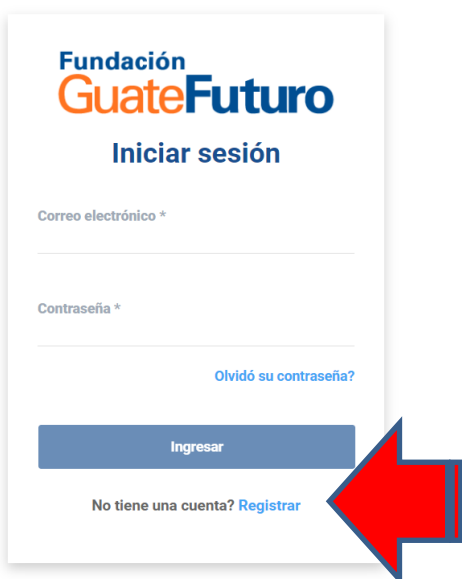 Fundación
GuateFuturo
Iniciar sesión
Correo electrónico *
Contraseña *
Olvidó su contraseña?
Ingresar
No tiene una cuenta? Registrar